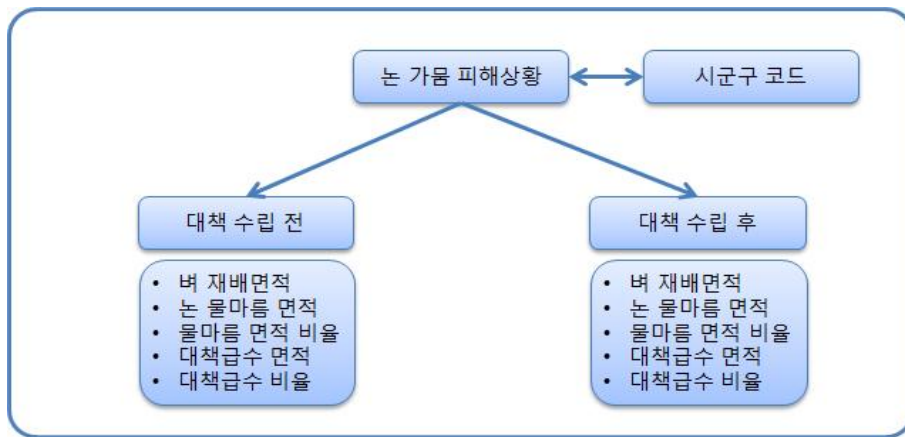 논 가뭄 피해상황
시군구 코드
대책 수립 전
• 벼 재배면적
• 논 물마름 면적
• 물마름 면적 비율
• 대책급수 면적
• 대책급수 비율
대책 수립 후
• 벼 재배면적
• 논 물마름 면적
• 물마름 면적 비율
• 대책급수 면적
• 대책급수 비율